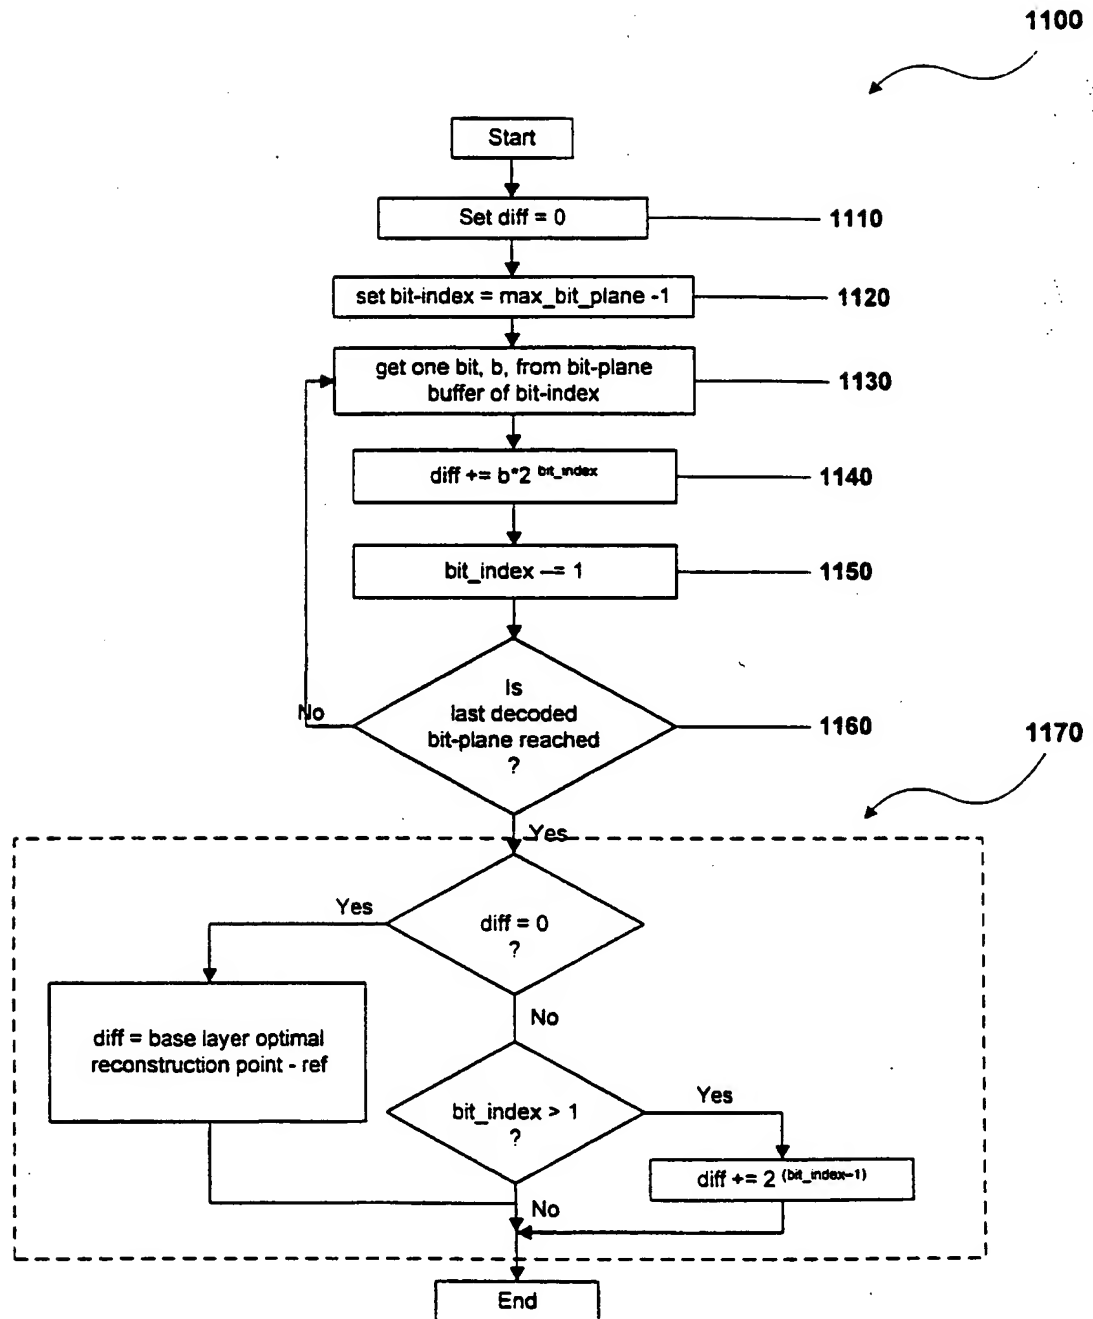 1100
Start
Set diff = 0
1110
set bit-index = max_bit_plane -1
1120
get one bit, b, from bit-plane
buffer of bit-index
1130
diff += b*2 bit_index
1140
bit_index -= 1
1150
Is
last decoded
bit-plane reached
?
1160
No
1170
Yes
diff = 0
?
Yes
No
diff = base layer optimal
reconstruction point - ref
bit_index > 1
?
Yes
diff += 2 (bit_index-1)
No
End